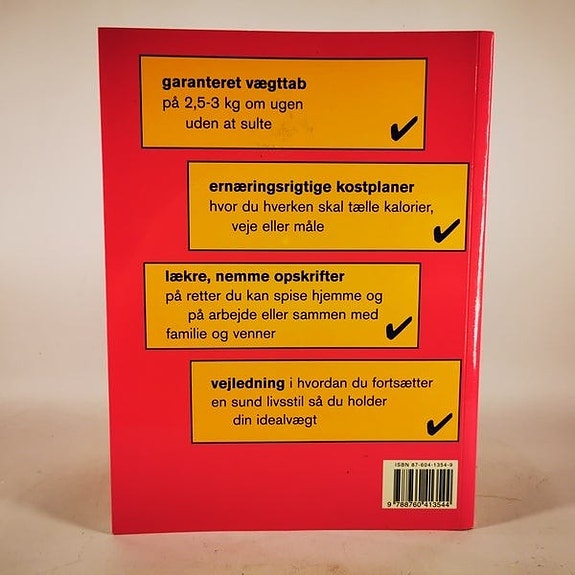 garanteret vægttab
på 2,5-3 kg om ugen
uden at sulte
ernæringsrigtige kostplaner
hvor du hverken skal tælle kalorier,
veje eller måle
lækre, nemme opskrifter
på retter du kan spise hjemme og
på arbejde eller sammen med
familie og venner
vejledning i hvordan du fortsætter
en sund livsstil så du holder
din idealvægt
ISBN 87-604-1354-9
9 788760 413544